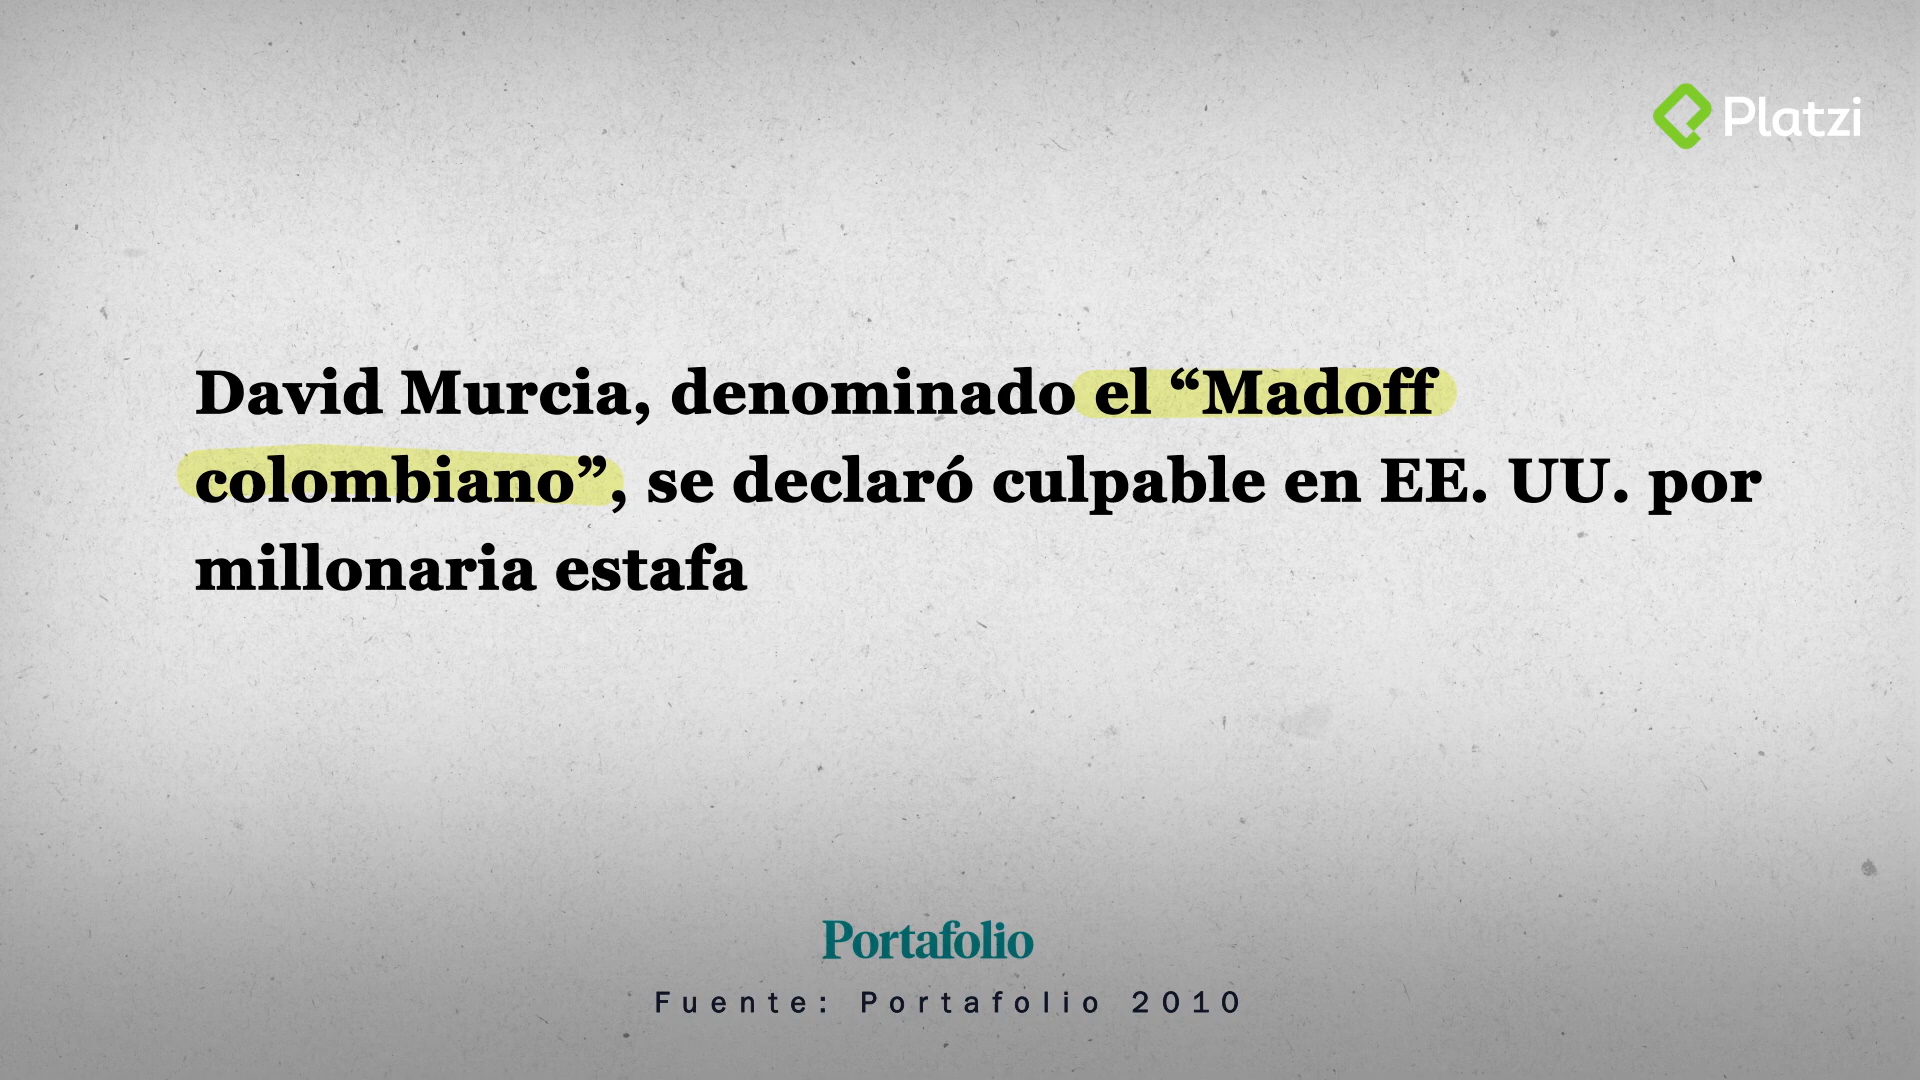 Platzi
David Murcia, denominado el “Madoff
colombiano”, se declaró culpable en EE. UU. por
millonaria estafa
Portafolio
Fuente: Portafolio 2010